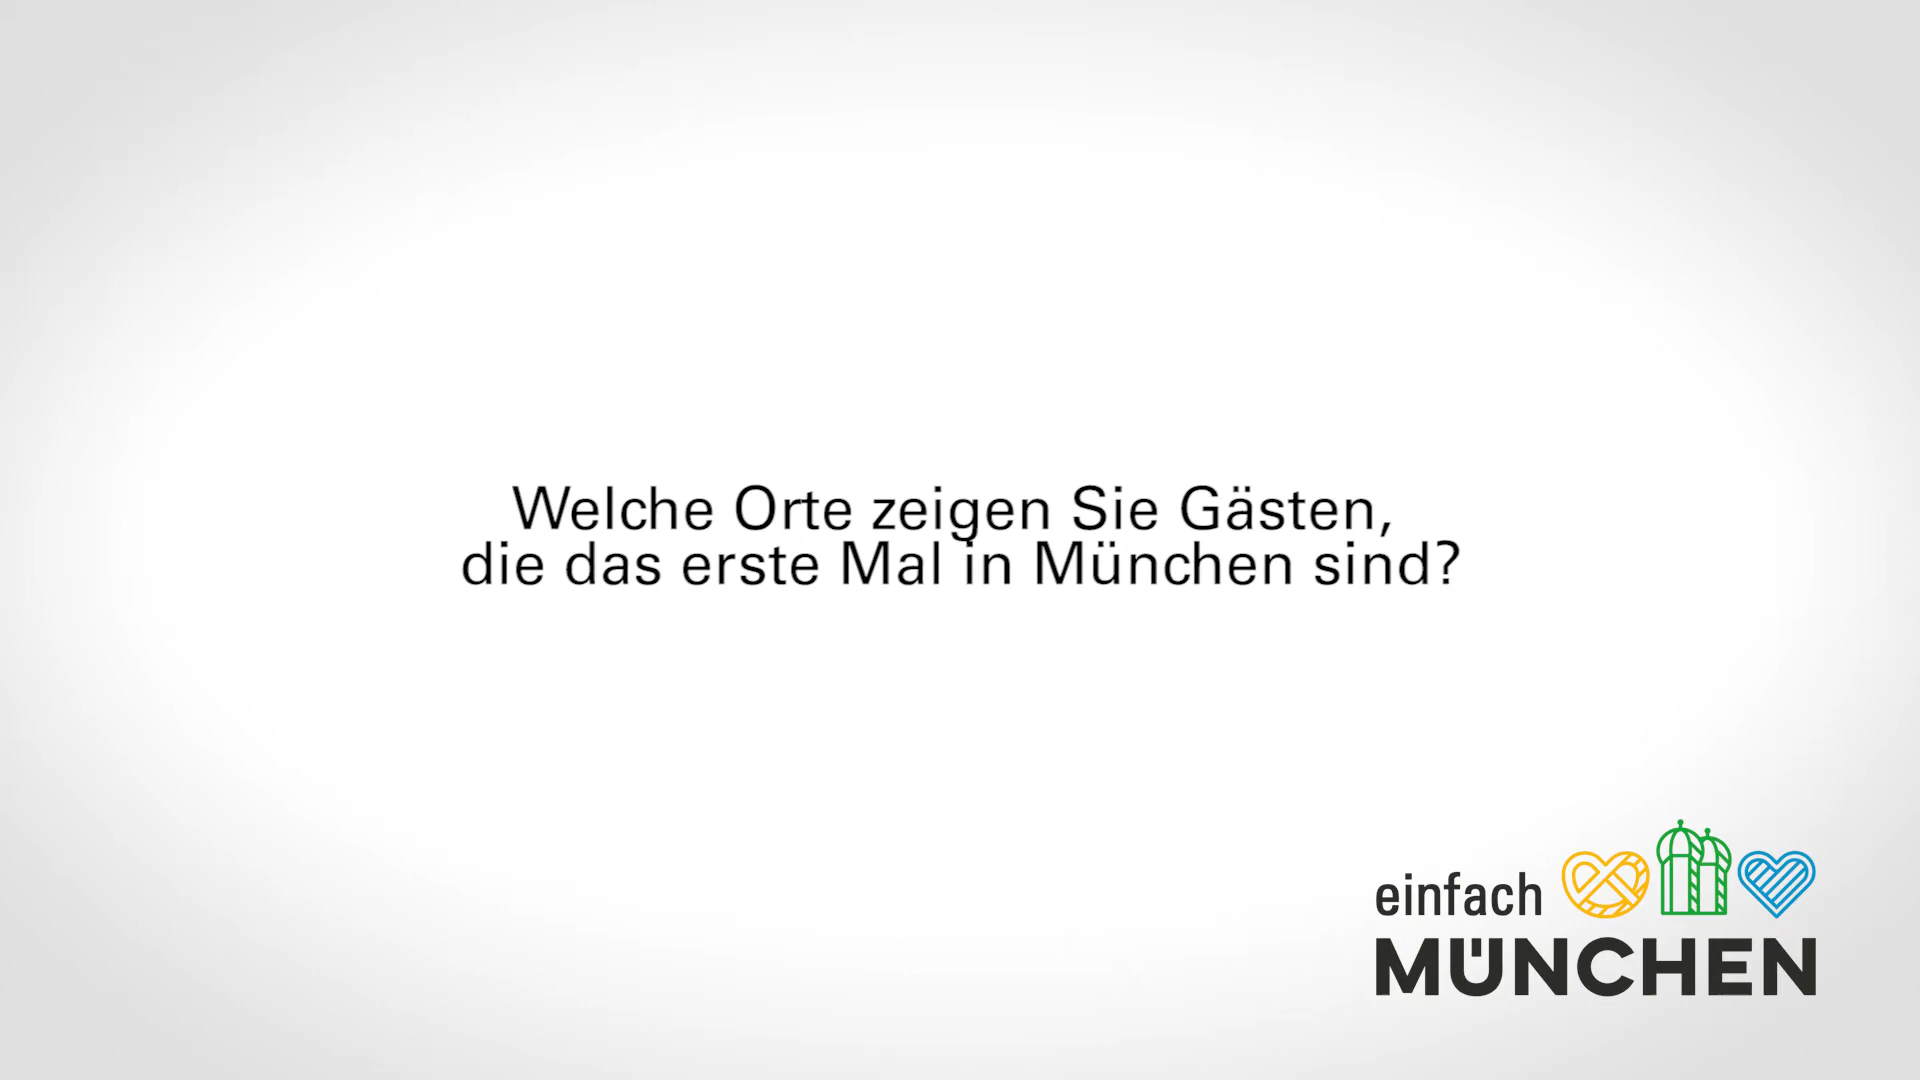 Welche Orte zeigen Sie Gästen,
die das erste Mal in München sind?
einfach
MÜNCHEN